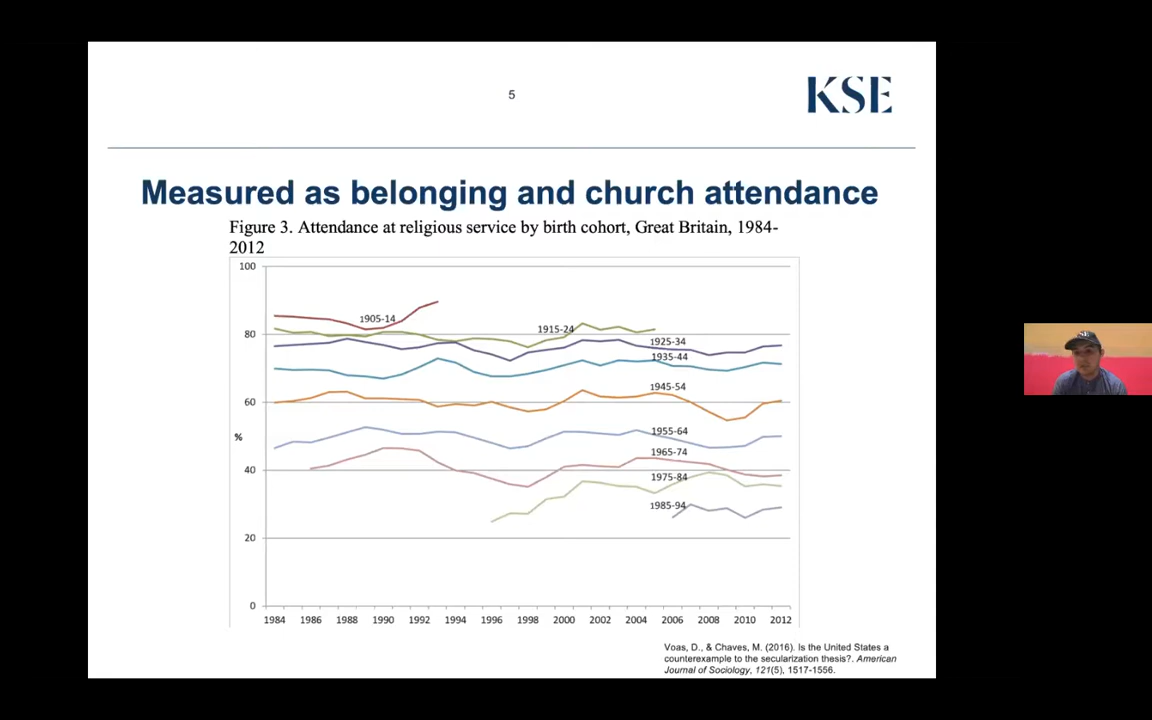 5
KSE
Measured as belonging and church attendance
Figure 3. Attendance at religious service by birth cohort, Great Britain, 1984-
2012
100
80
60
%
40
20
0
1905-14
1915-24
1925-34
1935-44
1945-54
1955-64
1965-74
1975-84
1985-94
1984 1986 1988 1990 1992 1994 1996 1998 2000 2002 2004 2006 2008 2010 2012
Voas, D., & Chaves, M. (2016). Is the United States a
counterexample to the secularization thesis?. American
Journal of Sociology, 121(5), 1517-1556.